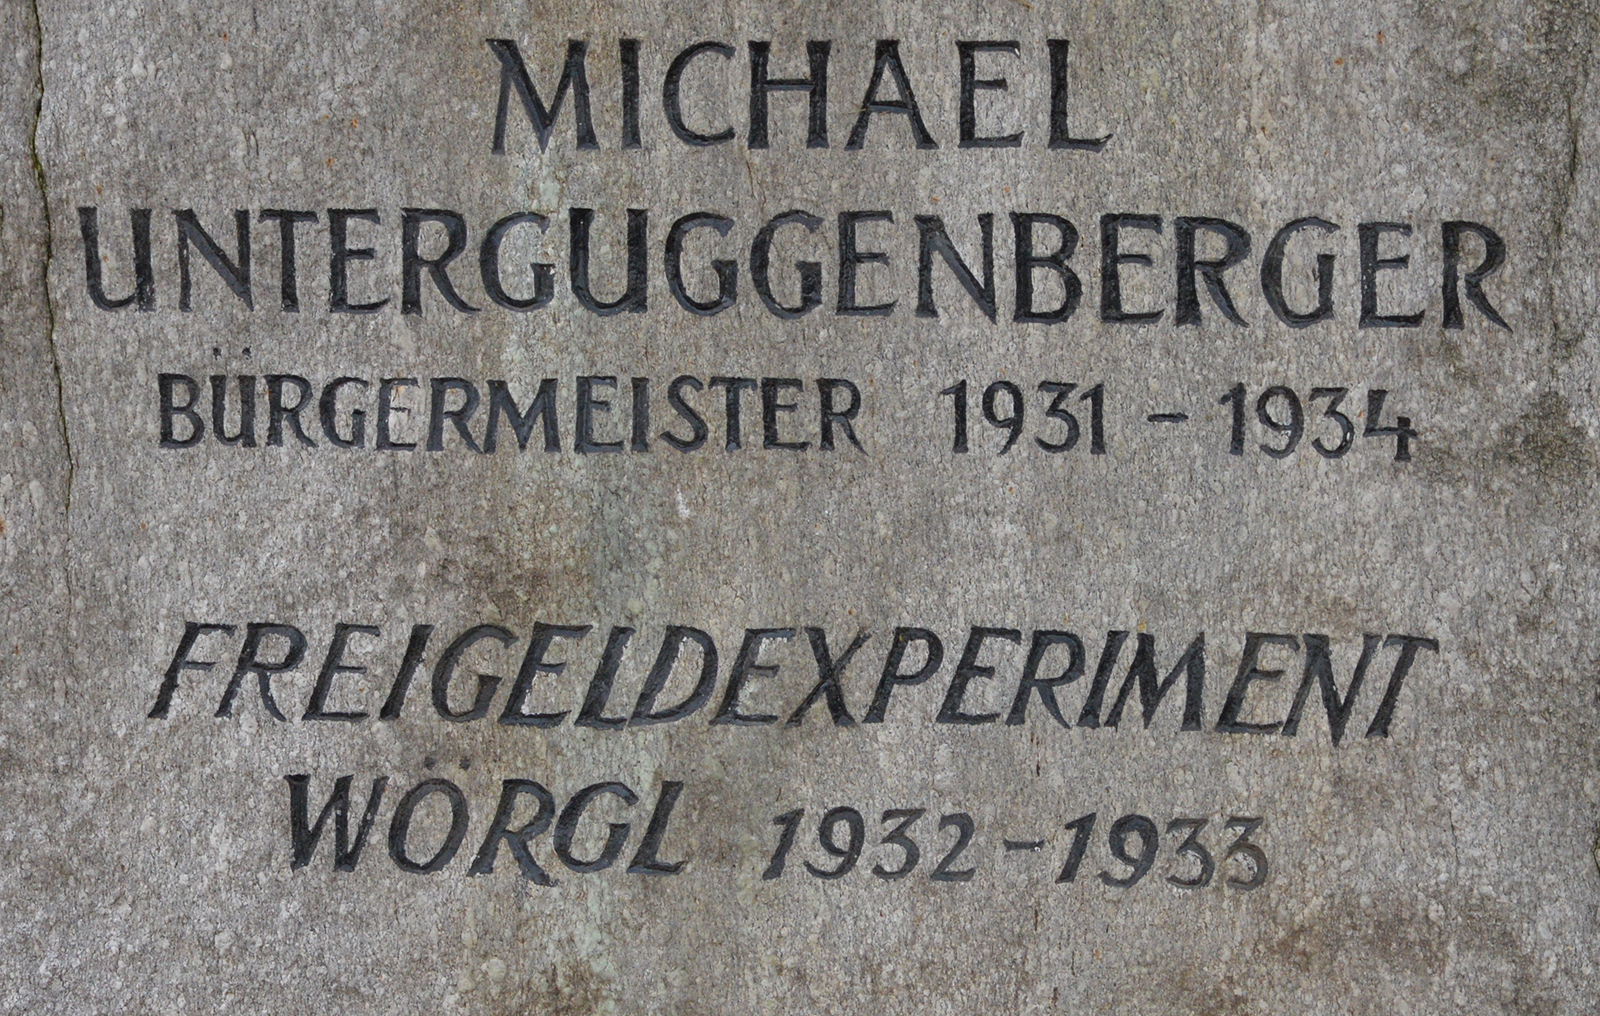 MICHAEL
UNTERGUGGENBERGER
BÜRGERMEISTER 1931 - 1934
FREIGELDEXPERIMENT
WÖRGL 1932 - 1933